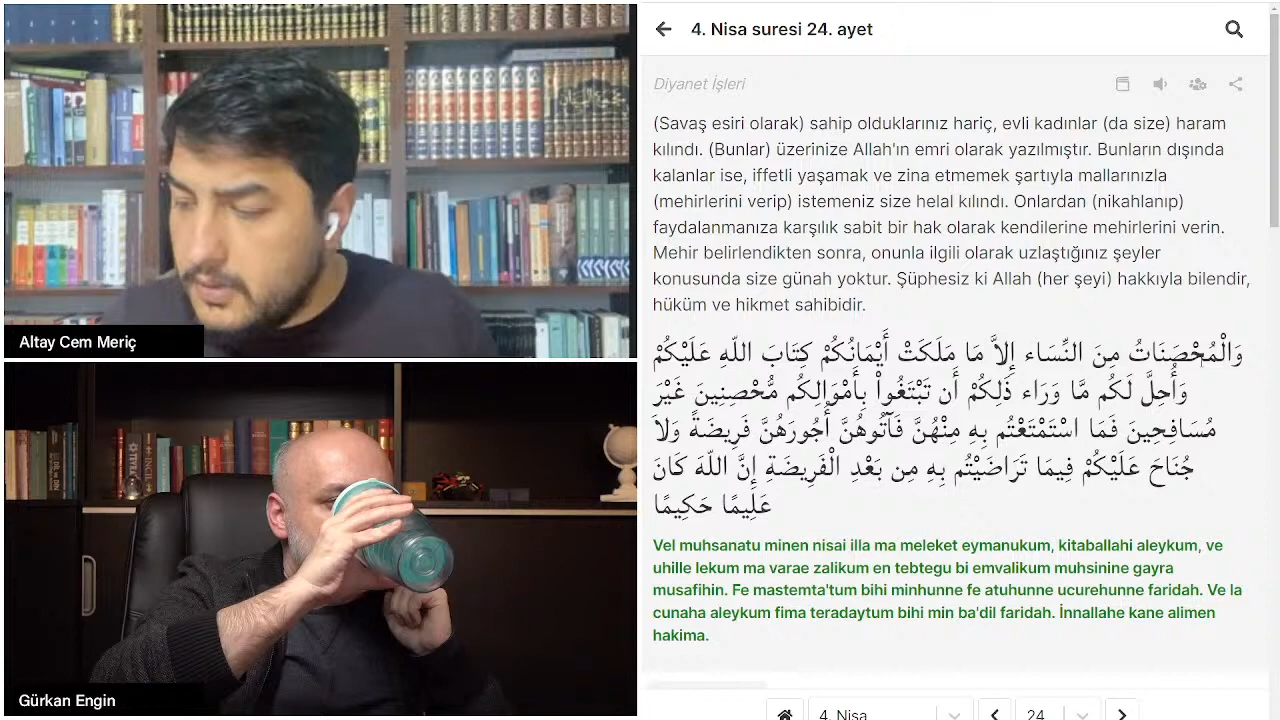 Altay Cem Meriç
Gürkan Engin
4. Nisa suresi 24. ayet
Diyanet İşleri
(Savaş esiri olarak) sahip olduklarınız hariç, evli kadınlar (da size) haram
kılındı. (Bunlar) üzerinize Allah'ın emri olarak yazılmıştır. Bunların dışında
kalanlar ise, iffetli yaşamak ve zina etmemek şartıyla mallarınızla
(mehirlerini verip) istemeniz size helal kılındı. Onlardan (nikahlanıp)
faydalanmanıza karşılık sabit bir hak olarak kendilerine mehirlerini verin.
Mehir belirlendikten sonra, onunla ilgili olarak uzlaştığınız şeyler
konusunda size günah yoktur. Şüphesiz ki Allah (her şeyi) hakkıyla bilendir,
hüküm ve hikmet sahibidir.
وَالْمُحْصَنَاتُ مِنَ النِّسَاء إِلاَّ مَا مَلَكَتْ أَيْمَانُكُمْ كِتَابَ اللّهِ عَلَيْكُمْ
وَأُحِلَّ لَكُم مَّا وَرَاء ذَلِكُمْ أَن تَبْتَغُواْ بِأَمْوَالِكُم مُّحْصِنِينَ غَيْرَ
مُسَافِحِينَ فَمَا اسْتَمْتَعْتُم بِهِ مِنْهُنَّ فَآتُوهُنَّ أُجُورَهُنَّ فَرِيضَةً وَلاَ
جُنَاحَ عَلَيْكُمْ فِيمَا تَرَاضَيْتُم بِهِ مِن بَعْدِ الْفَرِيضَةِ إِنَّ اللّهَ كَانَ
عَلِيمًا حَكِيمًا
Vel muhsanatu minen nisai illa ma meleket eymanukum, kitaballahi aleykum, ve
uhille lekum ma varae zalikum en tebtegu bi emvalikum muhsinine gayra
musafihin. Fe mastemta'tum bihi minhunne fe atuhunne ucurehunne faridah. Ve la
cunaha aleykum fima teradaytum bihi min ba'dil faridah. İnnallahe kane alimen
hakima.
4. Nisa
24